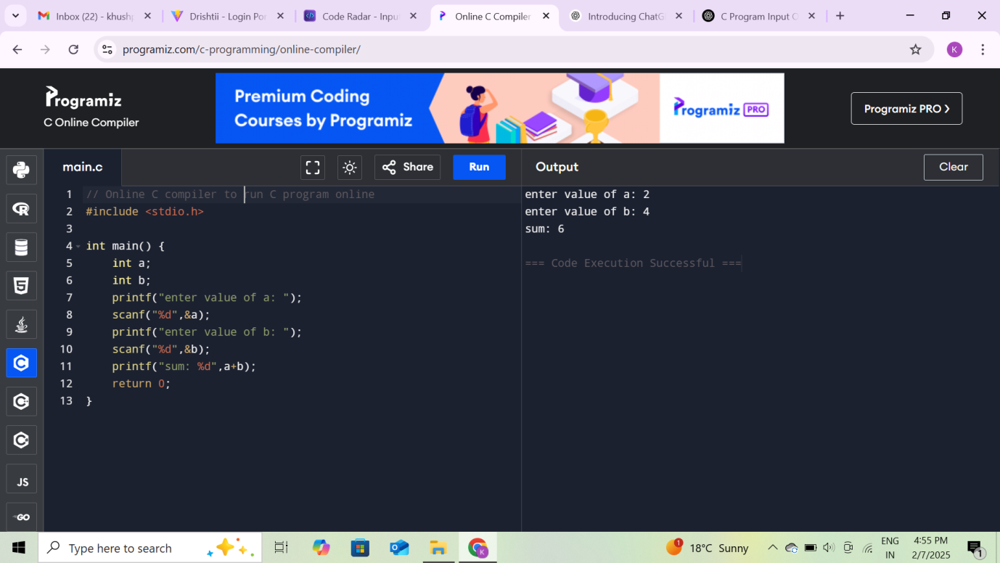 Inbox (22) - khushp
Drishtii - Login Por
Code Radar - Inpu
Online C Compiler
Introducing ChatG
C Program Input O
programiz.com/c-programming/online-compiler/
K
Programiz
C Online Compiler
Premium Coding
Courses by Programiz
Programiz PRO
Programiz PRO ❯
main.c
Share
Run
Output
Clear
1 // Online C compiler to run C program online
2 #include <stdio.h>
3
4 int main() {
5 int a;
6 int b;
7 printf("enter value of a: ");
8 scanf("%d",&a);
9 printf("enter value of b: ");
10 scanf("%d",&b);
11 printf("sum: %d",a+b);
12 return 0;
13 }
enter value of a: 2
enter value of b: 4
sum: 6
=== Code Execution Successful ===
JS
GO
Type here to search
K
1
18°C Sunny
ENG
IN
4:55 PM
2/7/2025
1